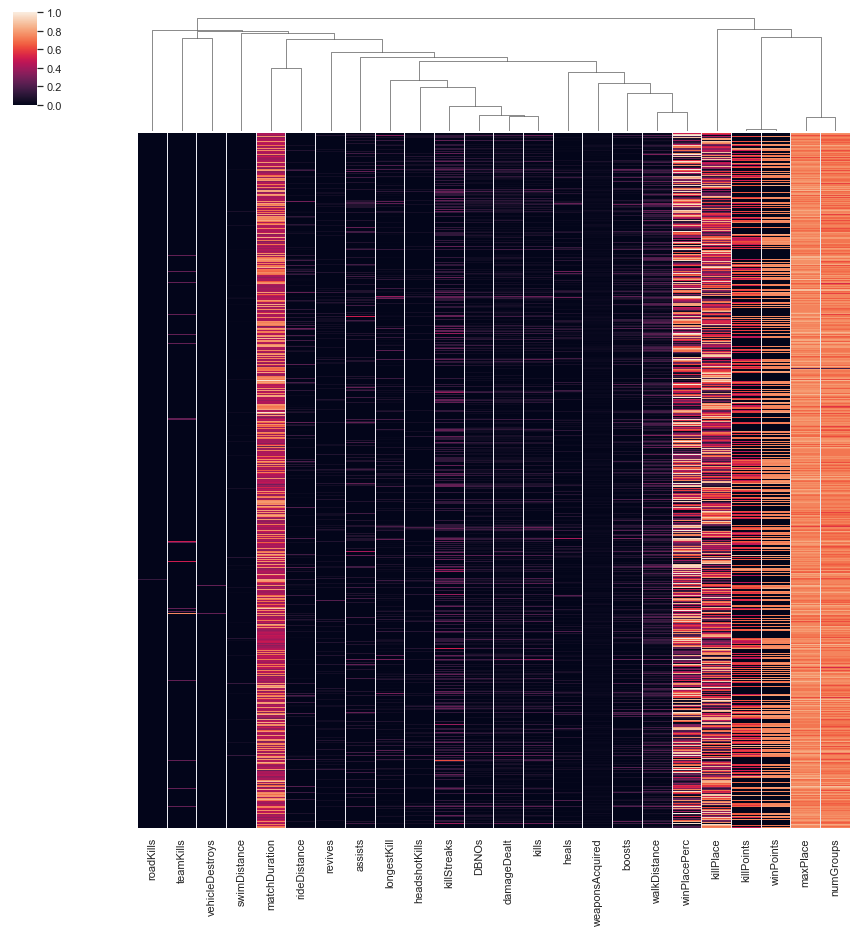 1.0
0.8
0.6
0.4
0.2
0.0
roadKills
teamKills
vehicleDestroys
swimDistance
matchDuration
rideDistance
revives
assists
longestKill
headshotKills
killStreaks
DBNOs
damageDealt
kills
heals
weaponsAcquired
boosts
walkDistance
winPlacePerc
killPlace
killPoints
winPoints
maxPlace
numGroups